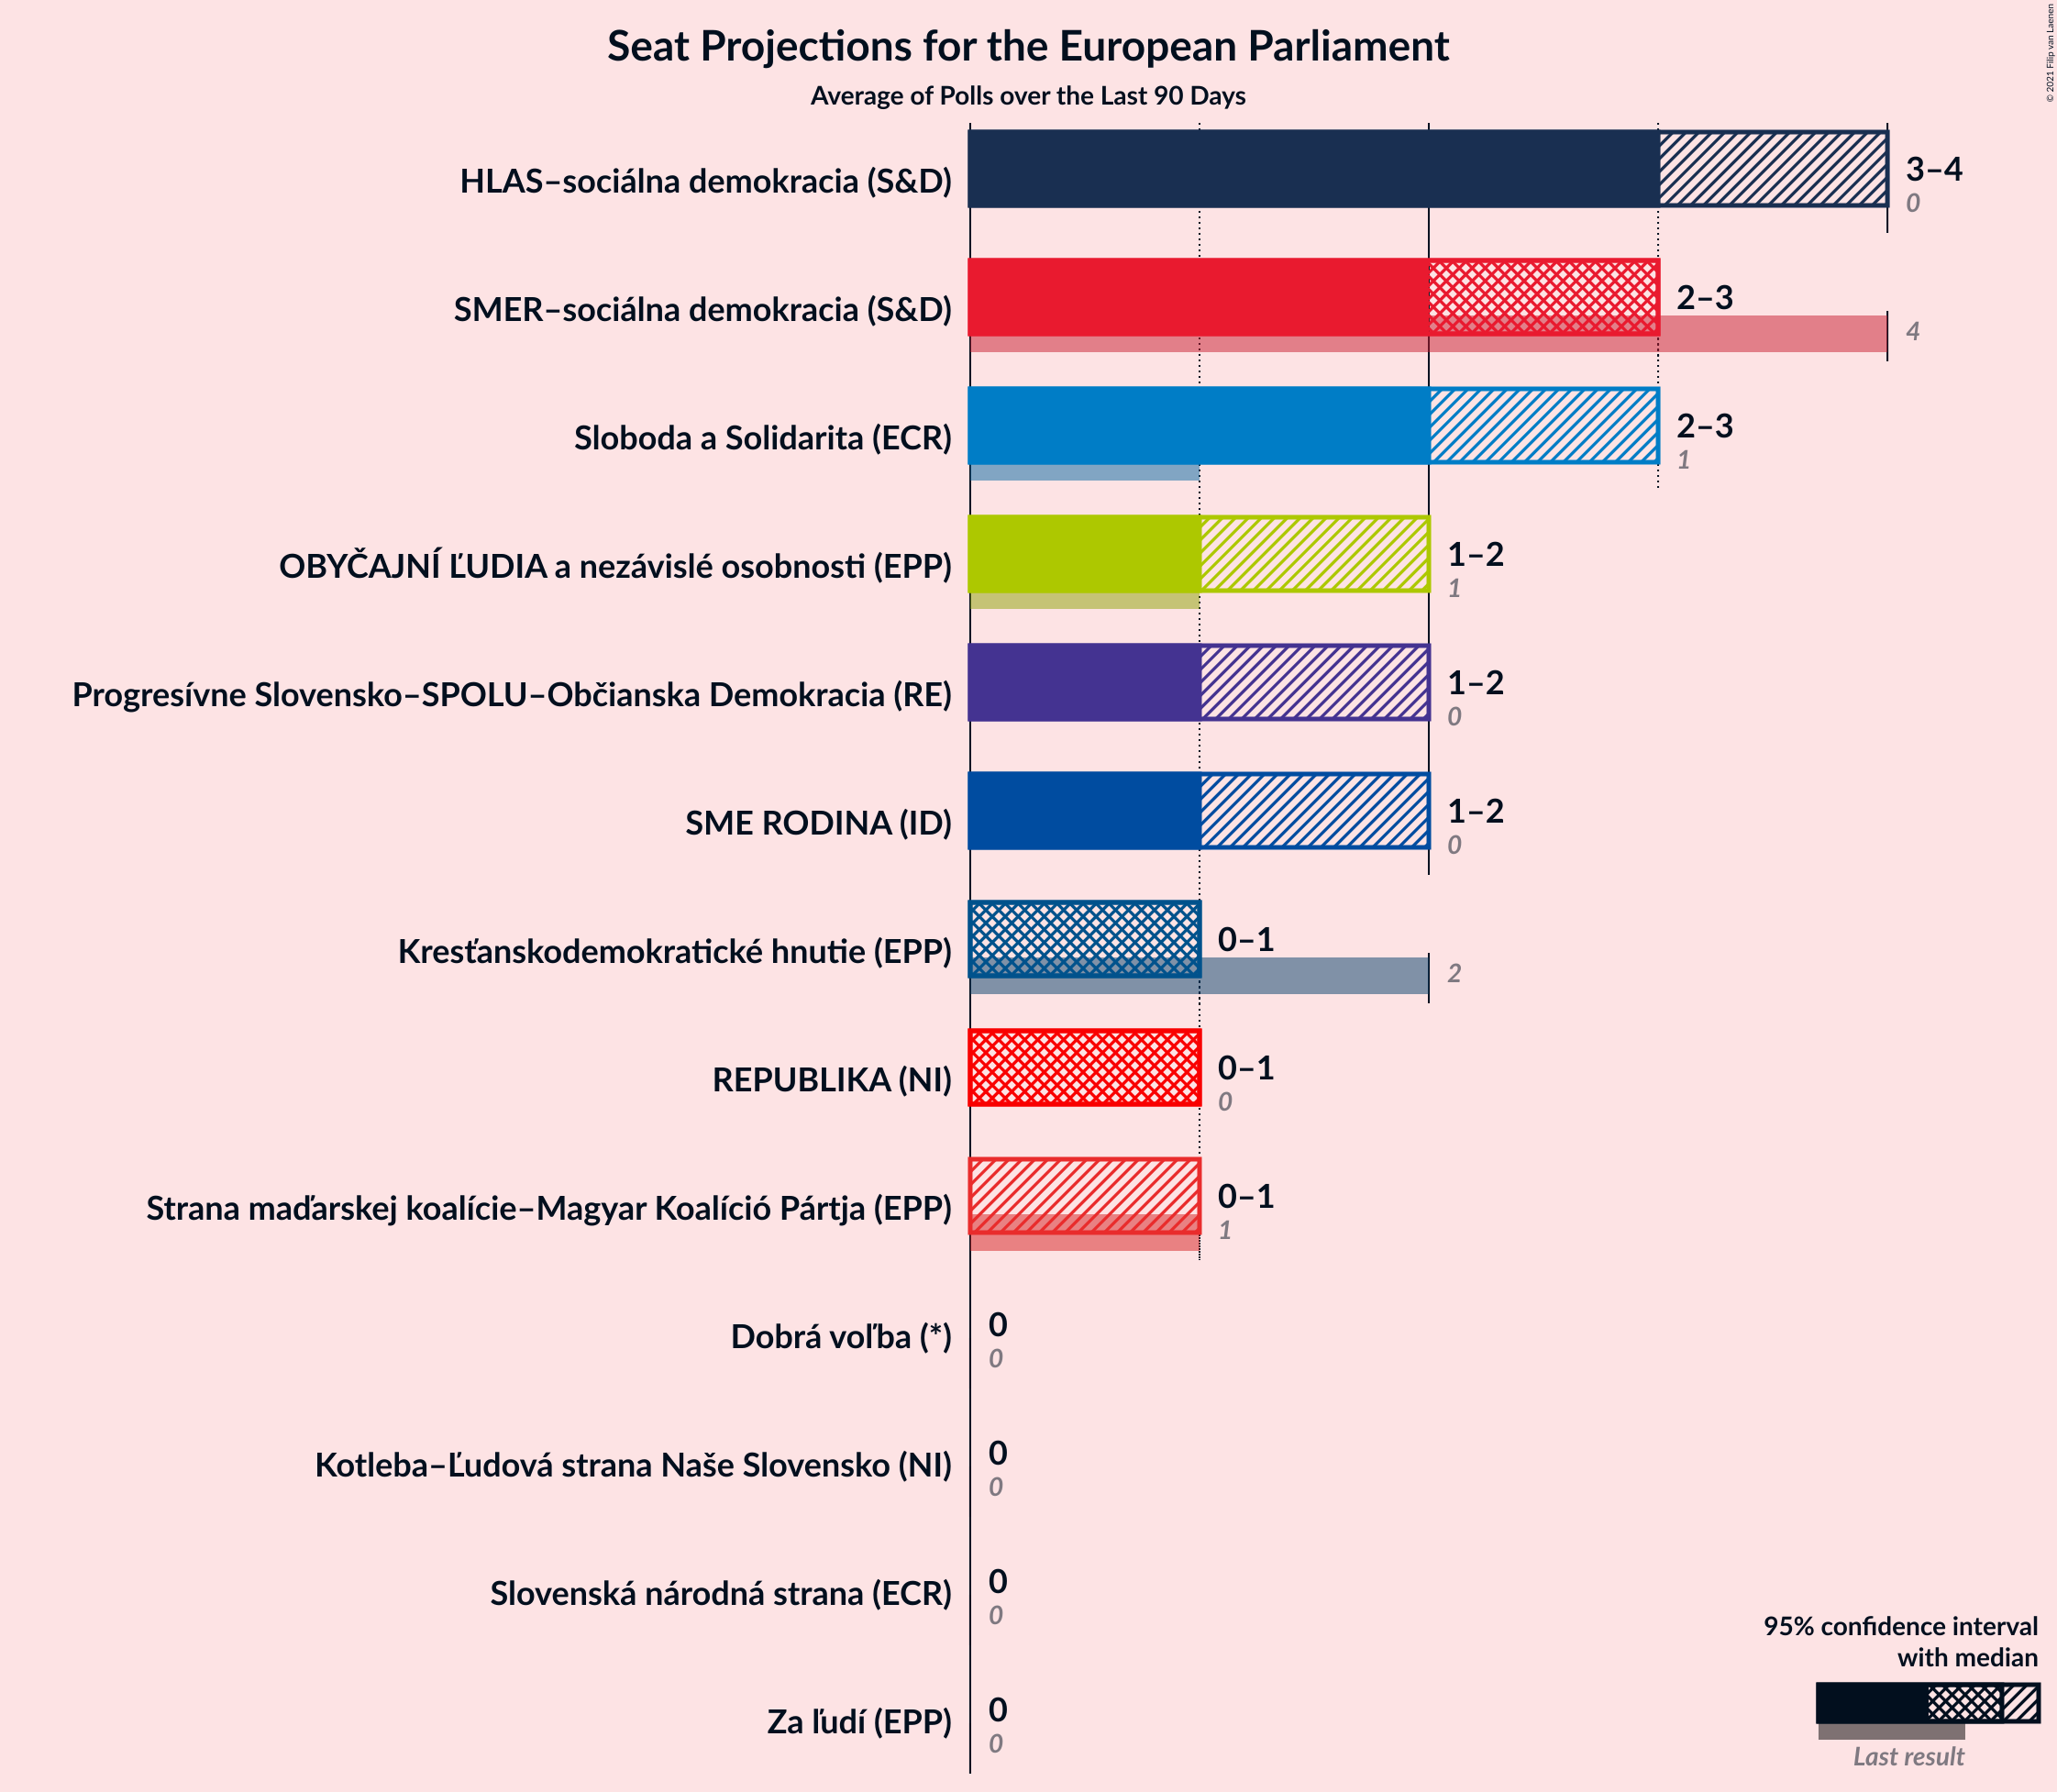 Seat Projections for the European Parliament
Average of Polls over the Last 90 Days
© 2021 Filip van Laenen
HLAS–sociálna demokracia (S&D)
3–4
0
SMER–sociálna demokracia (S&D)
2–3
4
Sloboda a Solidarita (ECR)
2–3
1
OBYČAJNÍ ĽUDIA a nezávislé osobnosti (EPP)
1–2
1
Progresívne Slovensko–SPOLU–Občianska Demokracia (RE)
1–2
0
SME RODINA (ID)
1–2
0
Kresťanskodemokratické hnutie (EPP)
0–1
2
REPUBLIKA (NI)
0–1
0
Strana maďarskej koalície–Magyar Koalíció Pártja (EPP)
0–1
1
Dobrá voľba (*)
0
0
Kotleba–Ľudová strana Naše Slovensko (NI)
0
0
Slovenská národná strana (ECR)
0
0
Za ľudí (EPP)
0
0
95% confidence interval
with median
Last result